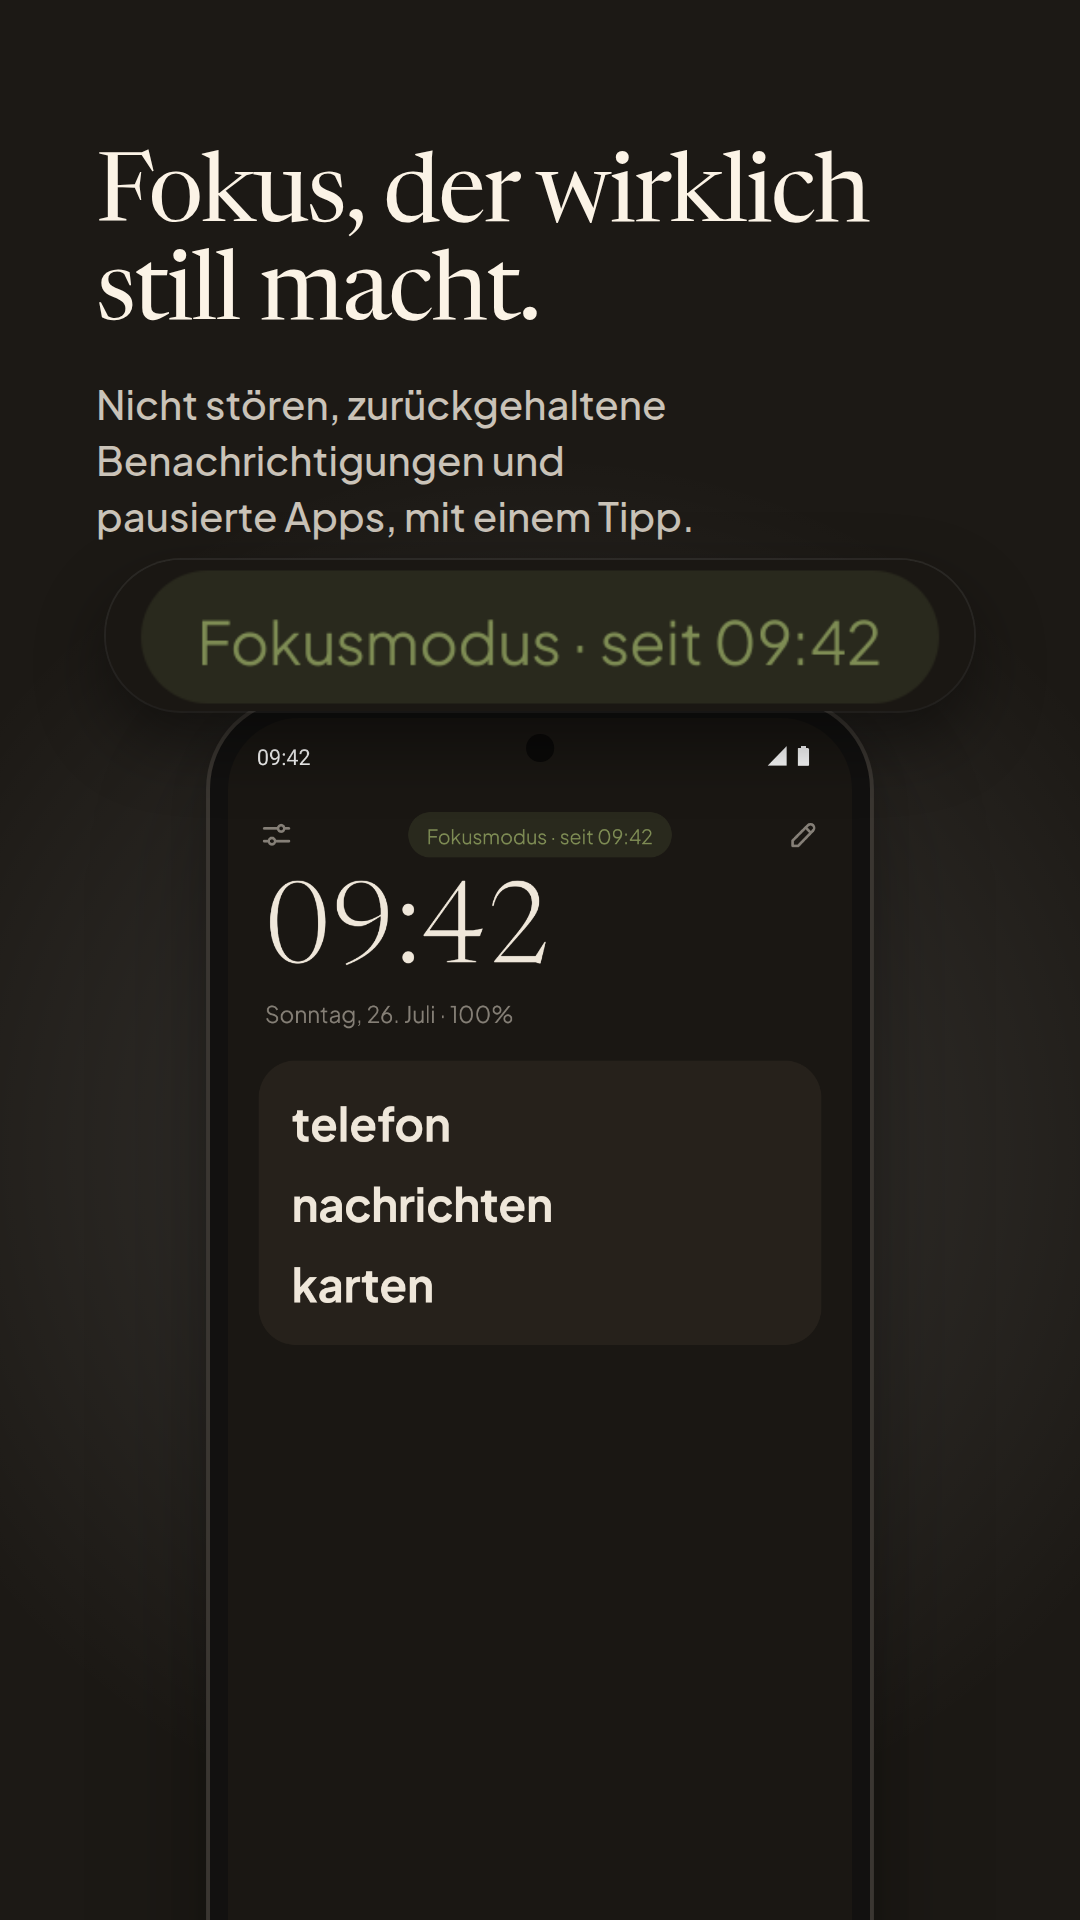 Fokus, der wirklich
still macht.
Nicht stören, zurückgehaltene
Benachrichtigungen und
pausierte Apps, mit einem Tipp.
Fokusmodus · seit 09:42
09:42
Fokusmodus · seit 09:42
09:42
Sonntag, 26. Juli · 100%
telefon
nachrichten
karten